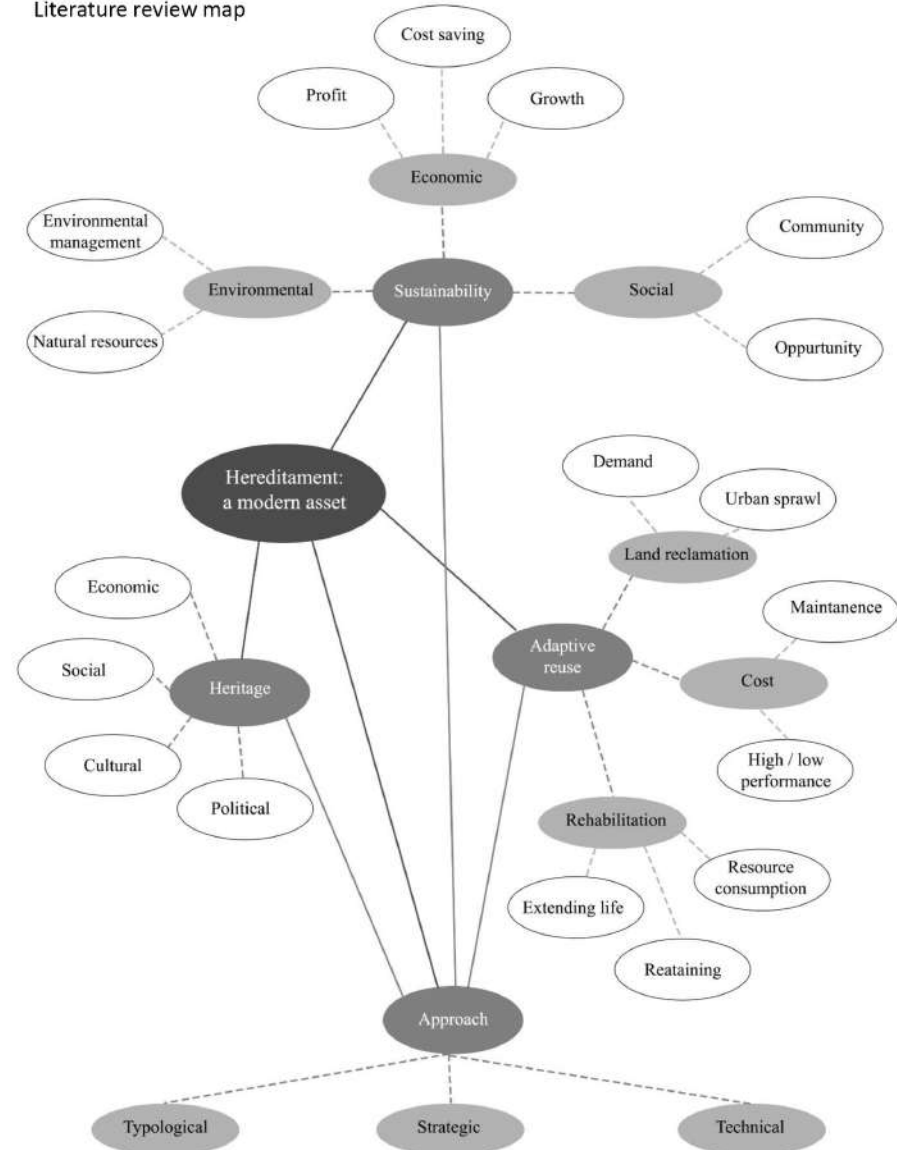 Literature review map
Cost saving
Profit
Growth
Economic
Environmental
management
Community
Environmental
Sustainability
Social
Natural resources
Oppurtunity
Hereditament:
a modern asset
Demand
Urban sprawl
Land reclamation
Economic
Maintanence
Adaptive
reuse
Social
Heritage
Cost
Cultural
High / low
performance
Political
Rehabilitation
Resource
consumption
Extending life
Reataining
Approach
Typological
Strategic
Technical